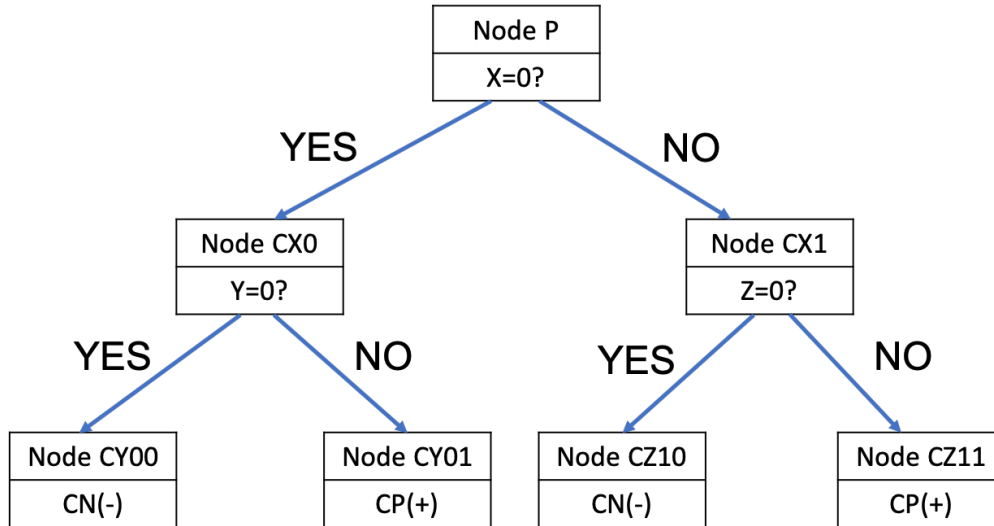 Node P
X=0?
YES
NO
Node CX0
Y=0?
Node CX1
Z=0?
YES
NO
YES
NO
Node CY00
CN(-)
Node CY01
CP(+)
Node CZ10
CN(-)
Node CZ11
CP(+)